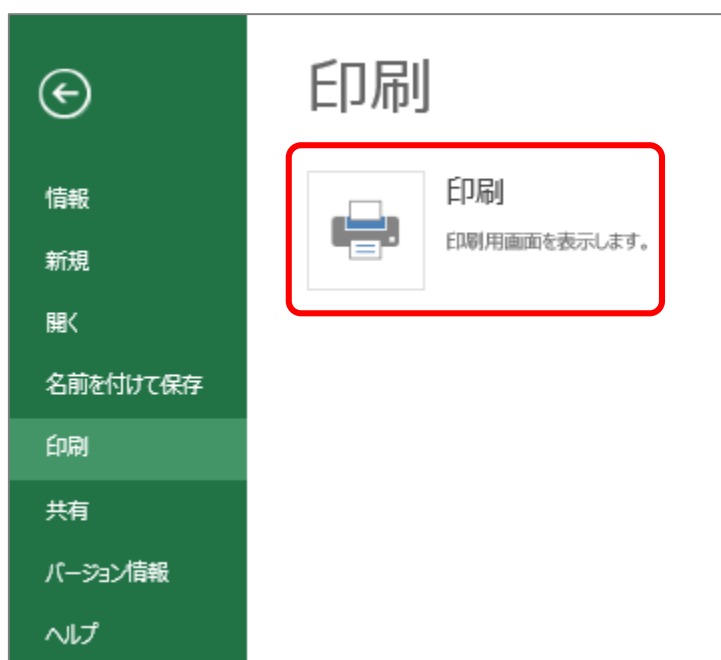 印刷
情報
新規
開く
名前を付けて保存
印刷
共有
バージョン情報
ヘルプ
印刷
印刷用画面を表示します。